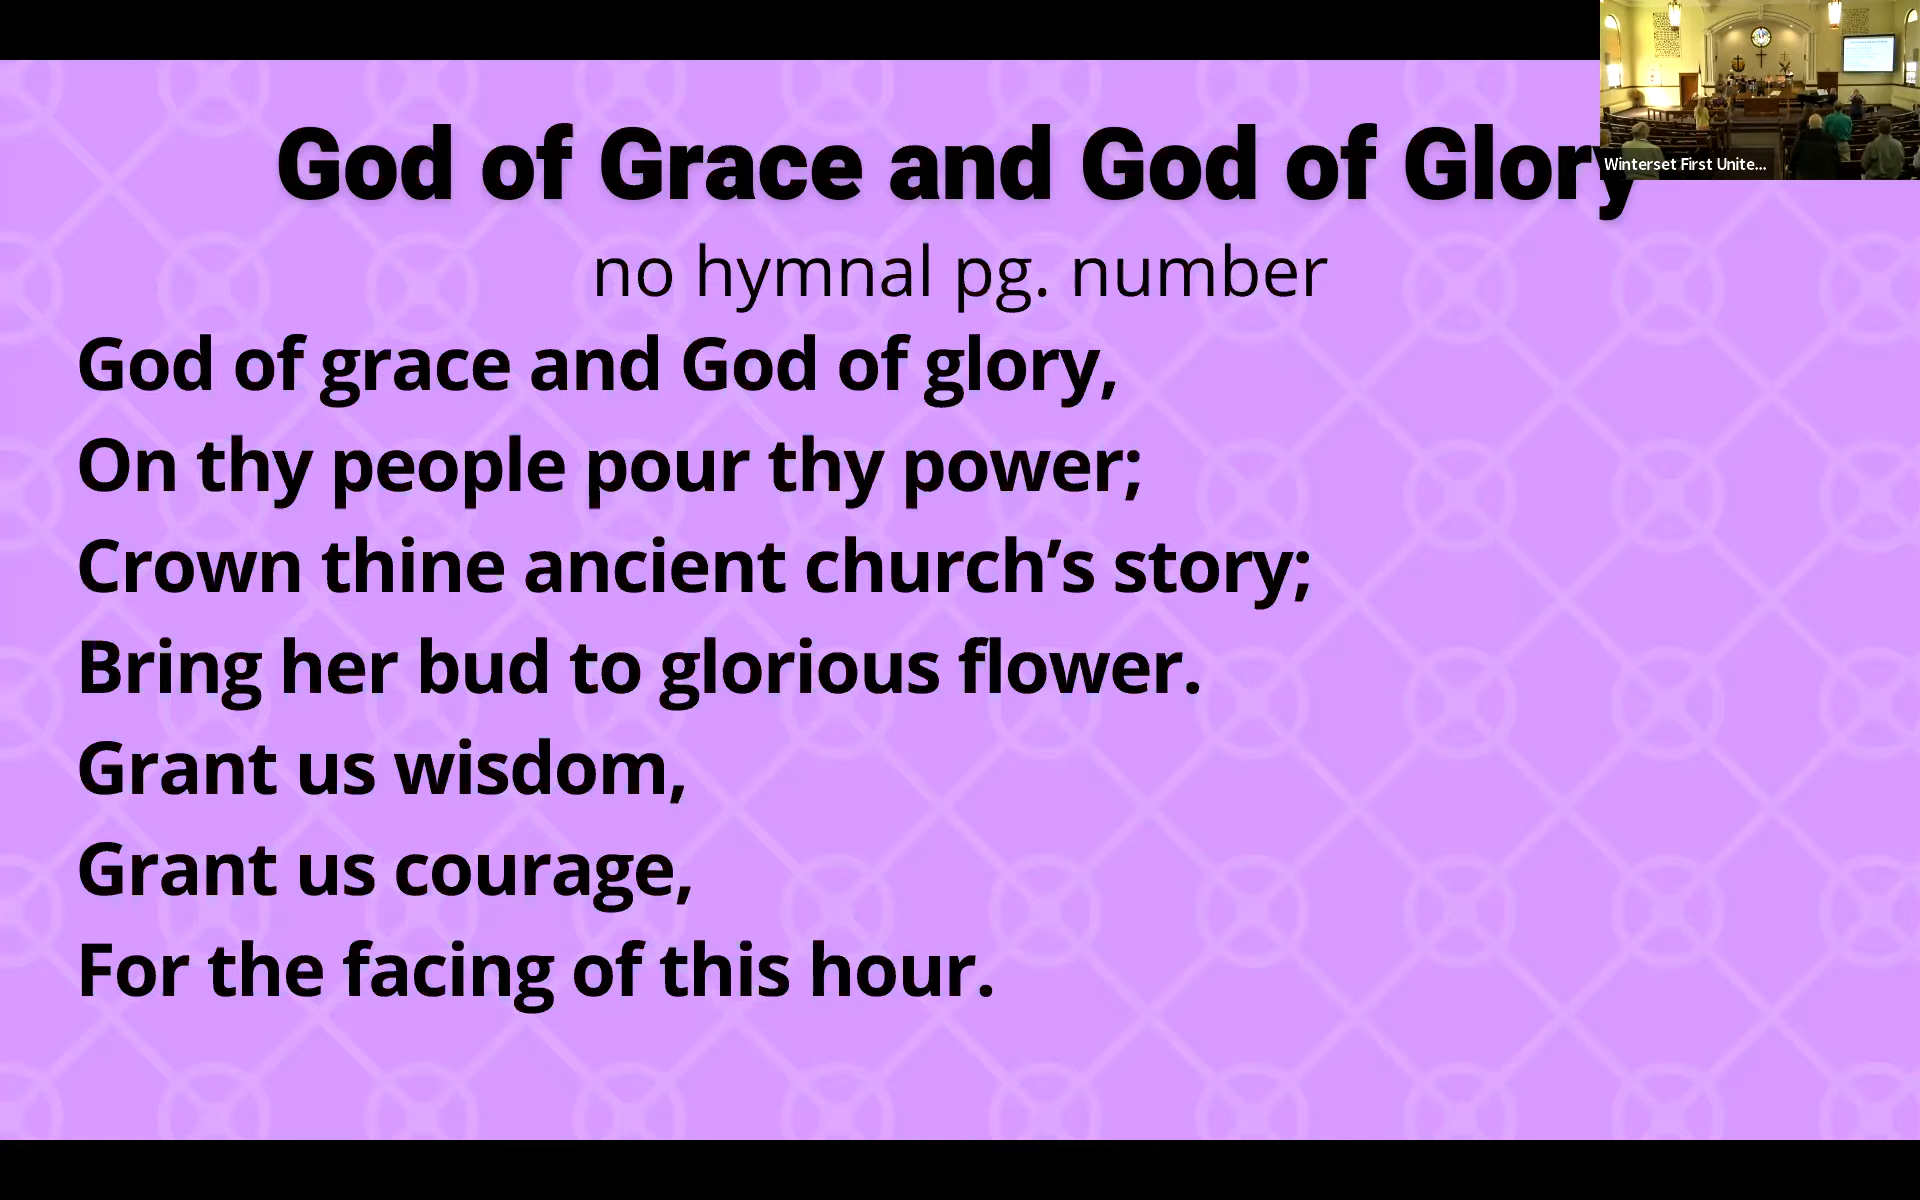 God of Grace and God of Glory
Winterset First Unite...
no hymnal pg. number
God of grace and God of glory,
On thy people pour thy power;
Crown thine ancient church’s story;
Bring her bud to glorious flower.
Grant us wisdom,
Grant us courage,
For the facing of this hour.